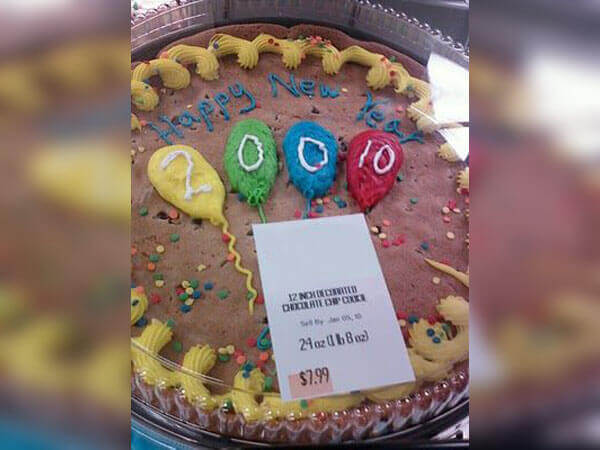 Happy New Year
2 0 0 10
12 INCH DECORATED
CHOCOLATE CHIP COOKIE
Sell By Jan 05, 10
24 oz (1 lb 8 oz)
$7.99